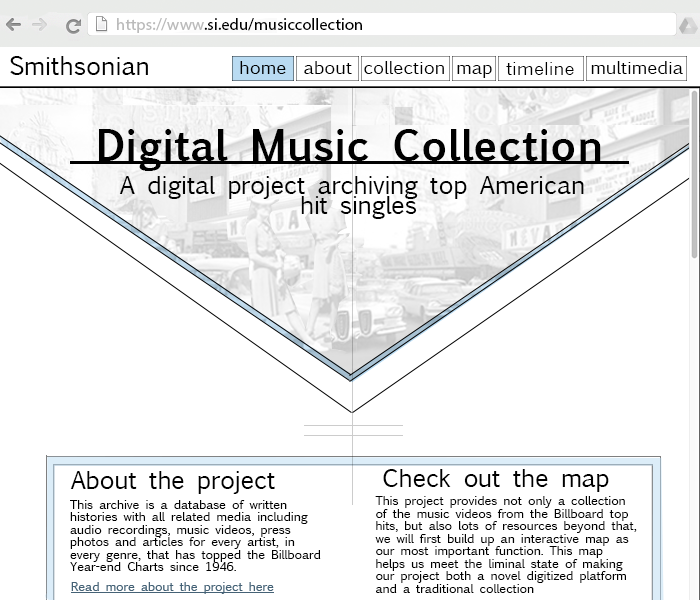 https://www.si.edu/musiccollection
Smithsonian
home
about
collection
map
timeline
multimedia
Digital Music Collection
A digital project archiving top American
hit singles
About the project
This archive is a database of written
histories with all related media including
audio recordings, music videos, press
photos and articles for every artist, in
every genre, that has topped the Billboard
Year-end Charts since 1946.
Read more about the project here
Check out the map
This project provides not only a collection
of the music videos from the Billboard top
hits, but also lots of resources beyond that,
we will first build up an interactive map as
our most important function. This map
helps us meet the liminal state of making
our project both a novel digitized platform
and a traditional collection